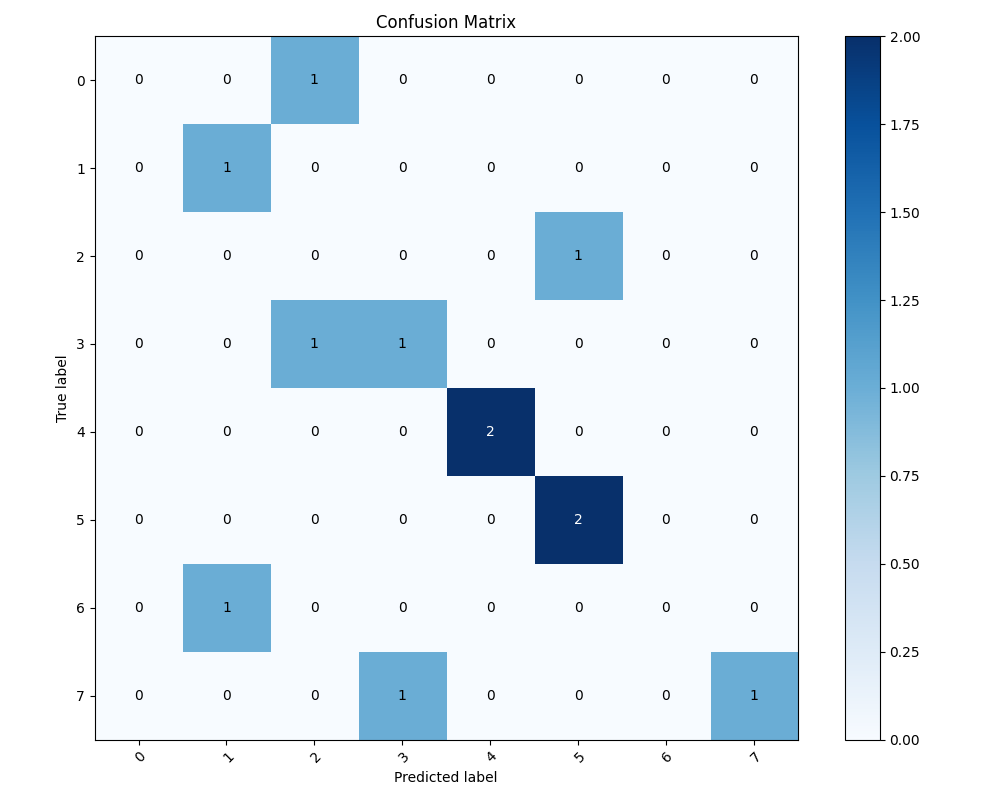 Confusion Matrix
2.00
0 0 0 1 0 0 0 0 0
1.75
1 0 1 0 0 0 0 0 0
1.50
2 0 0 0 0 0 1 0 0
1.25
3 0 0 1 1 0 0 0 0
True label
1.00
4 0 0 0 0 2 0 0 0
0.75
5 0 0 0 0 0 2 0 0
0.50
6 0 1 0 0 0 0 0 0
0.25
7 0 0 0 1 0 0 0 1
0.00
0 1 2 3 4 5 6 7
Predicted label